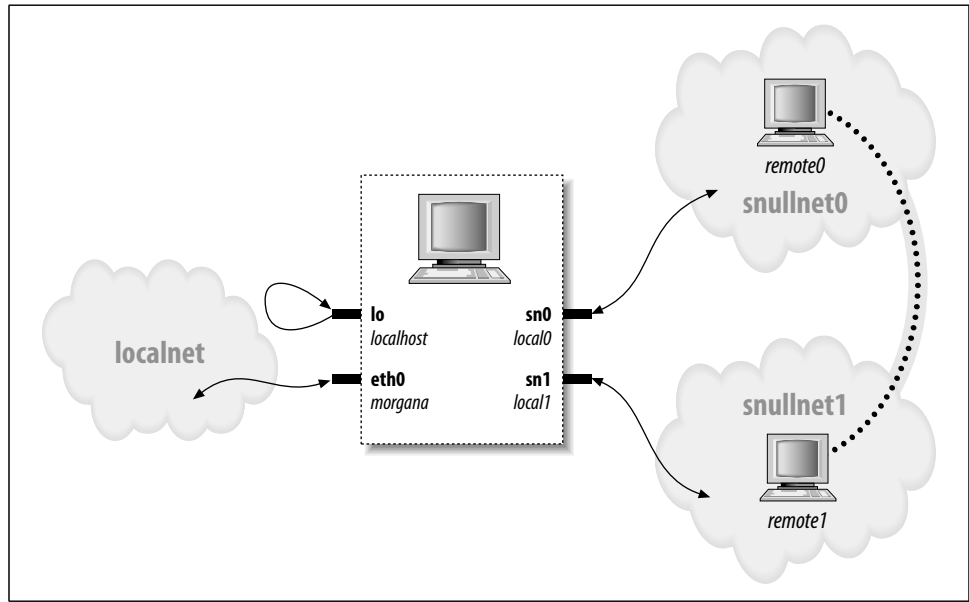 remote0
snullnet0
lo
localhost
eth0
morgana
sn0
local0
sn1
local1
localnet
snullnet1
remote1